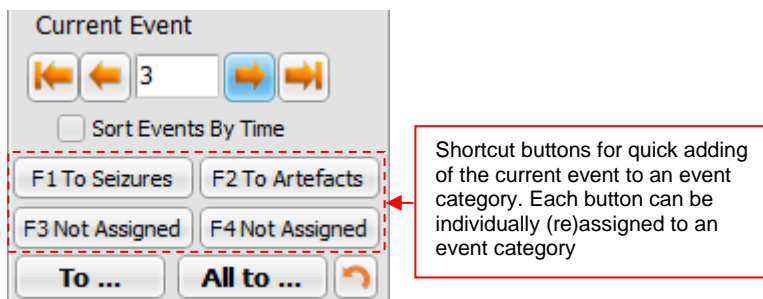 Current Event
3
Sort Events By Time
F1 To Seizures F2 To Artefacts
F3 Not Assigned F4 Not Assigned
To ... All to ...
Shortcut buttons for quick adding
of the current event to an event
category. Each button can be
individually (re)assigned to an
event category